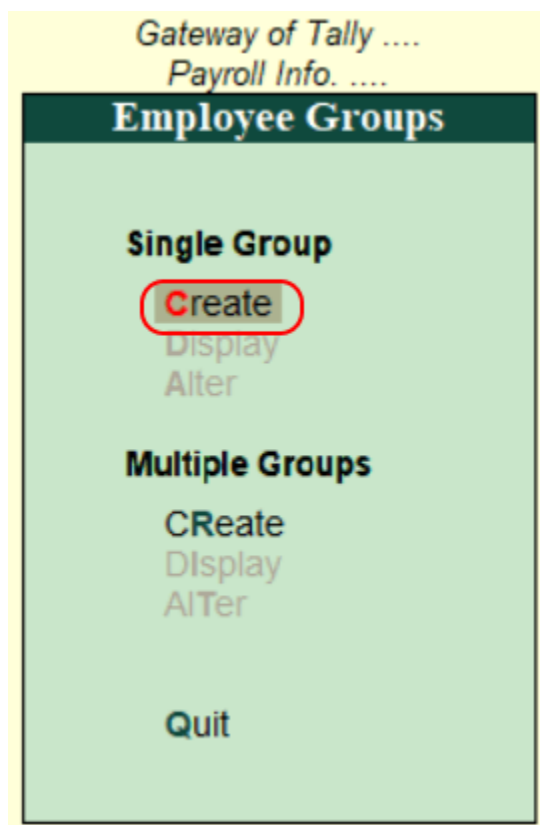 Gateway of Tally ....
Payroll Info. ....
Employee Groups
Single Group
Create
Display
Alter
Multiple Groups
CReate
DIsplay
AlTer
Quit